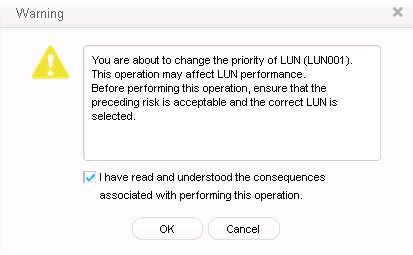 Warning
You are about to change the priority of LUN (LUN001).
This operation may affect LUN performance.
Before performing this operation, ensure that the
preceding risk is acceptable and the correct LUN is
selected.
I have read and understood the consequences
associated with performing this operation.
OK Cancel